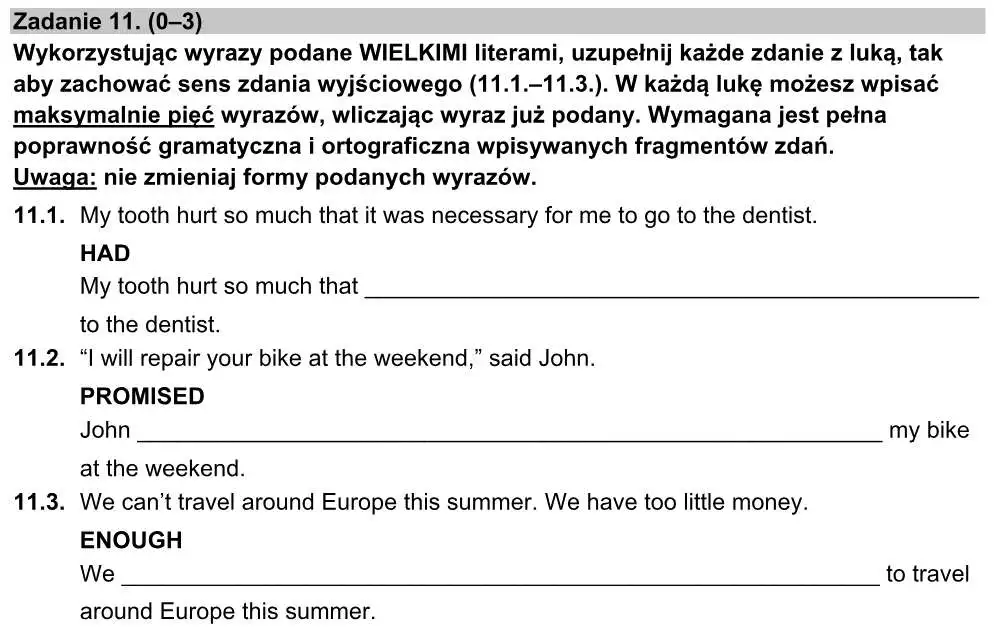 Zadanie 11. (0–3)
Wykorzystując wyrazy podane WIELKIMI literami, uzupełnij każde zdanie z luką, tak
aby zachować sens zdania wyjściowego (11.1.–11.3.). W każdą lukę możesz wpisać
maksymalnie pięć wyrazów, wliczając wyraz już podany. Wymagana jest pełna
poprawność gramatyczna i ortograficzna wpisywanych fragmentów zdań.
Uwaga: nie zmieniaj formy podanych wyrazów.
11.1. My tooth hurt so much that it was necessary for me to go to the dentist.
HAD
My tooth hurt so much that ____________________
to the dentist.
11.2. “I will repair your bike at the weekend,” said John.
PROMISED
John ____________________ my bike
at the weekend.
11.3. We can’t travel around Europe this summer. We have too little money.
ENOUGH
We ____________________ to travel
around Europe this summer.